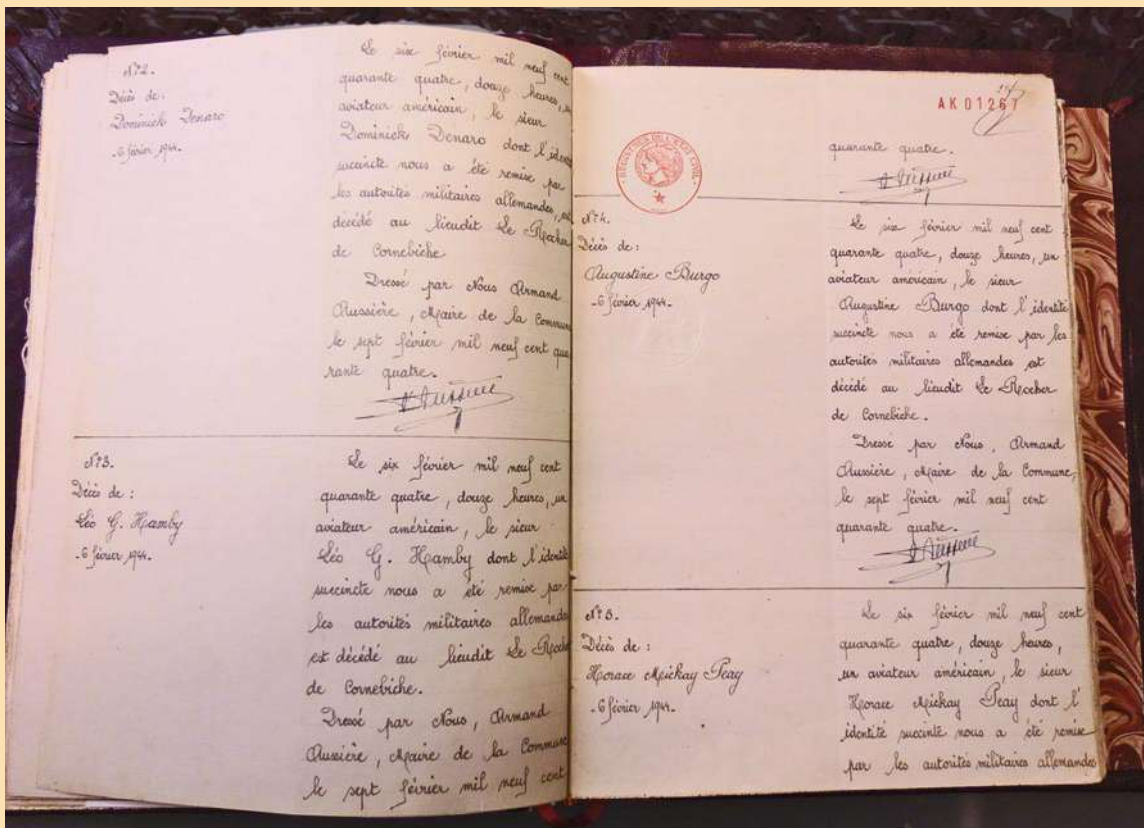 N°2.
Décès de:
Dominick Denaro
-6 février 1944.
Le six février mil neuf cent
quarante quatre, douze heures, un
aviateur américain, le sieur
Dominick Denaro dont l'identité
succincte nous a été remise par
les autorités militaires allemandes, est
décédé au lieudit Le Rocher
de Cornebiche
Dressé par Nous Armand
Aussière, Maire de la Commune
le sept février mil neuf cent qua
rante quatre.
N°3.
Décès de:
Léo G. Hamby
-6 février 1944.
Le six février mil neuf cent
quarante quatre, douze heures, un
aviateur américain, le sieur
Léo G. Hamby dont l'identité
succincte nous a été remise par
les autorités militaires allemandes
est décédé au lieudit Le Rocher
de Cornebiche.
Dressé par Nous, Armand
Aussière, Maire de la Commune
le sept février mil neuf cent
AK 01267
quarante quatre.
N°4.
Décès de:
Augustine Burgo
-6 février 1944-
Le six février mil neuf cent
quarante quatre, douze heures, un
aviateur américain, le sieur
Augustine Burgo dont l'identité
succincte nous a été remise par les
autorités militaires allemandes est
décédé au lieudit Le Rocher
de Cornebiche.
Dressé par Nous, Armand
Aussière, Maire de la Commune,
le sept février mil neuf cent
quarante quatre.
N°5.
Décès de:
Horace Mickay Peay
-6 février 1944.
Le six février mil neuf cent
quarante quatre, douze heures,
un aviateur américain, le sieur
Horace Mickay Peay dont l'
identité succinte nous a été remise
par les autorités militaires allemandes